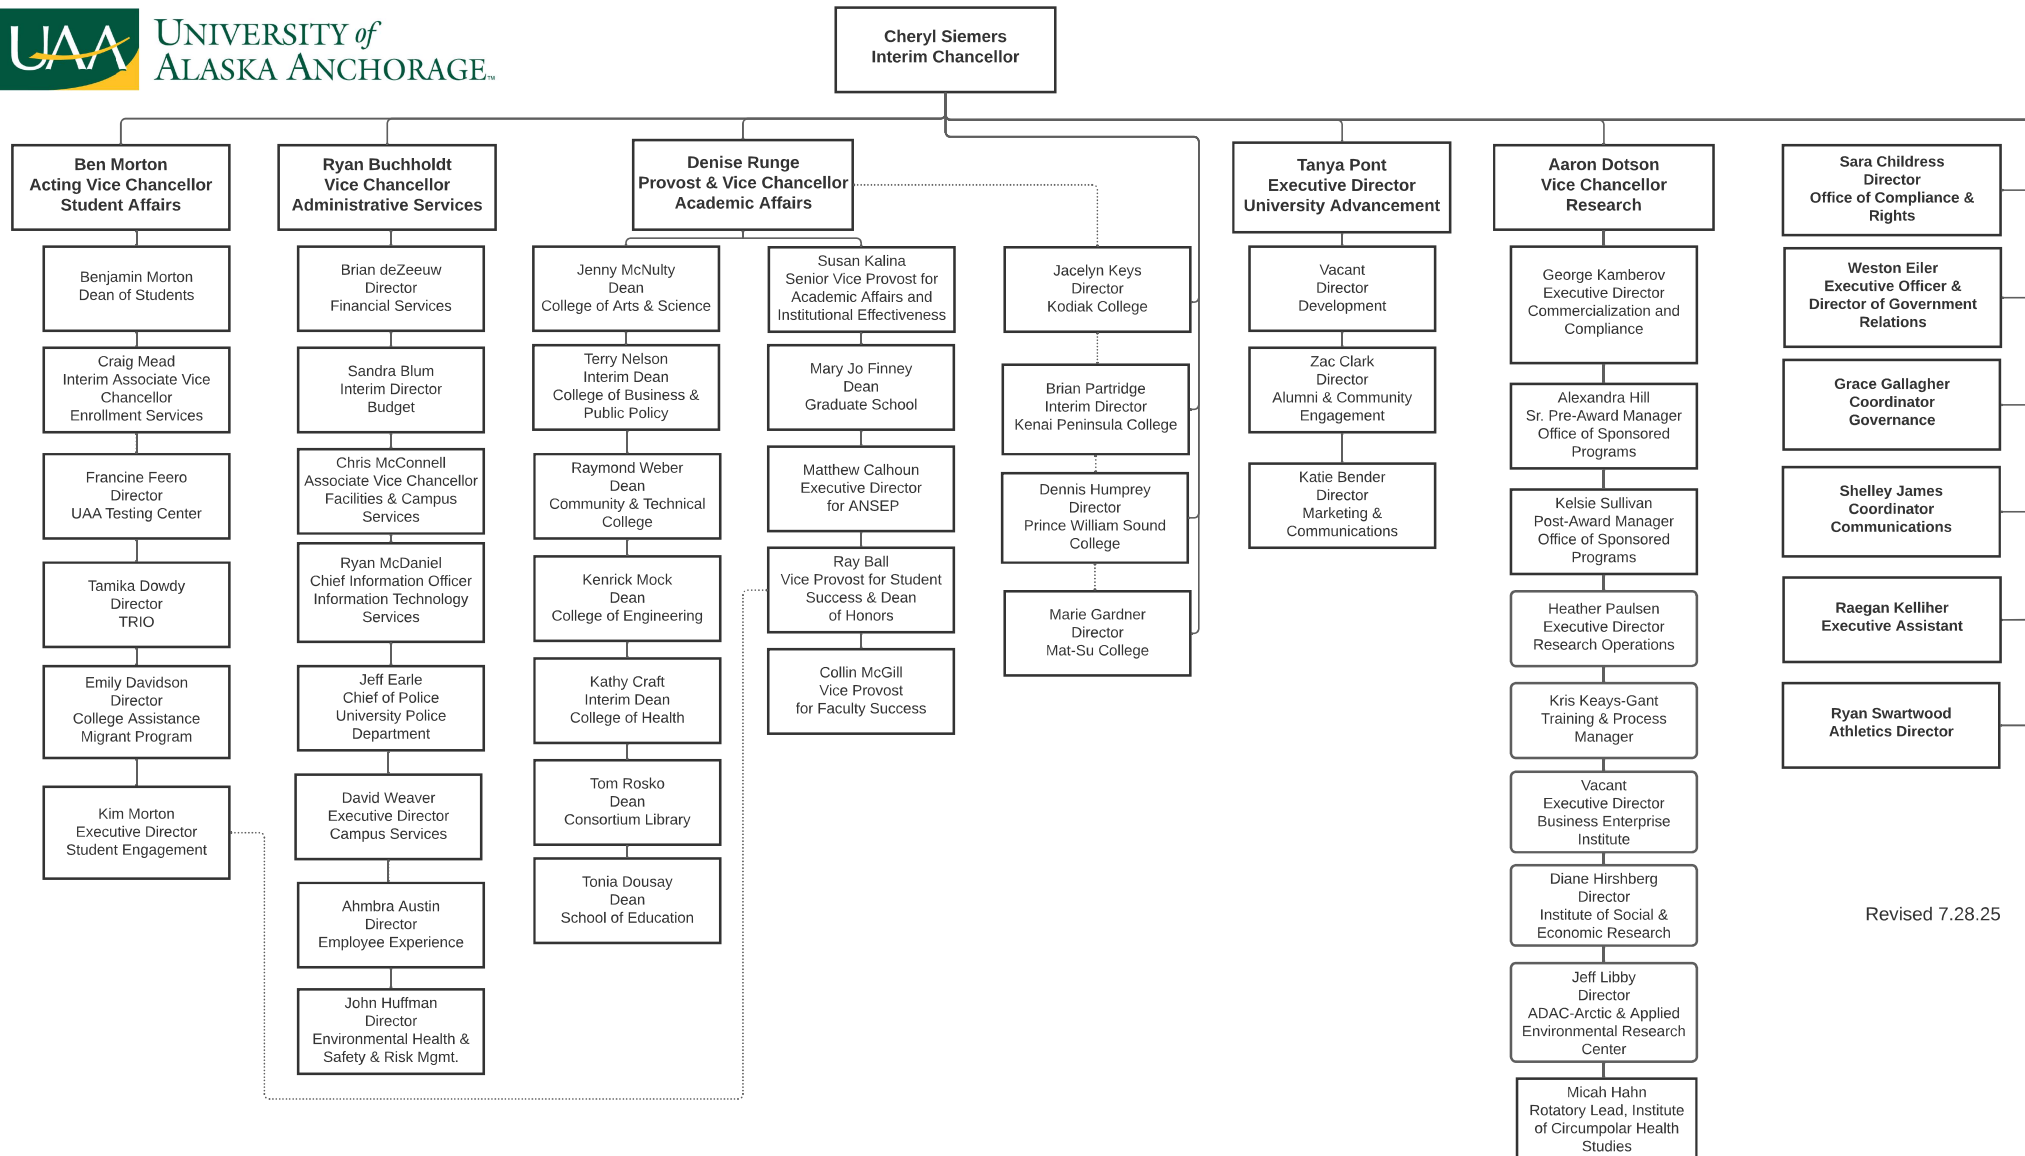 UAA
UNIVERSITY of
ALASKA ANCHORAGE™
Cheryl Siemers
Interim Chancellor
Ben Morton
Acting Vice Chancellor
Student Affairs
Benjamin Morton
Dean of Students
Craig Mead
Interim Associate Vice
Chancellor
Enrollment Services
Francine Feero
Director
UAA Testing Center
Tamika Dowdy
Director
TRIO
Emily Davidson
Director
College Assistance
Migrant Program
Kim Morton
Executive Director
Student Engagement
Ryan Buchholdt
Vice Chancellor
Administrative Services
Brian deZeeuw
Director
Financial Services
Sandra Blum
Interim Director
Budget
Chris McConnell
Associate Vice Chancellor
Facilities & Campus
Services
Ryan McDaniel
Chief Information Officer
Information Technology
Services
Jeff Earle
Chief of Police
University Police
Department
David Weaver
Executive Director
Campus Services
Ahmbra Austin
Director
Employee Experience
John Huffman
Director
Environmental Health &
Safety & Risk Mgmt.
Denise Runge
Provost & Vice Chancellor
Academic Affairs
Jenny McNulty
Dean
College of Arts & Science
Terry Nelson
Interim Dean
College of Business &
Public Policy
Raymond Weber
Dean
Community & Technical
College
Kenrick Mock
Dean
College of Engineering
Kathy Craft
Interim Dean
College of Health
Tom Rosko
Dean
Consortium Library
Tonia Dousay
Dean
School of Education
Susan Kalina
Senior Vice Provost for
Academic Affairs and
Institutional Effectiveness
Mary Jo Finney
Dean
Graduate School
Matthew Calhoun
Executive Director
for ANSEP
Ray Ball
Vice Provost for Student
Success & Dean
of Honors
Collin McGill
Vice Provost
for Faculty Success
Jacelyn Keys
Director
Kodiak College
Brian Partridge
Interim Director
Kenai Peninsula College
Dennis Humprey
Director
Prince William Sound
College
Marie Gardner
Director
Mat-Su College
Tanya Pont
Executive Director
University Advancement
Vacant
Director
Development
Zac Clark
Director
Alumni & Community
Engagement
Katie Bender
Director
Marketing &
Communications
Aaron Dotson
Vice Chancellor
Research
George Kamberov
Executive Director
Commercialization and
Compliance
Alexandra Hill
Sr. Pre-Award Manager
Office of Sponsored
Programs
Kelsie Sullivan
Post-Award Manager
Office of Sponsored
Programs
Heather Paulsen
Executive Director
Research Operations
Kris Keays-Gant
Training & Process
Manager
Vacant
Executive Director
Business Enterprise
Institute
Diane Hirshberg
Director
Institute of Social &
Economic Research
Jeff Libby
Director
ADAC-Arctic & Applied
Environmental Research
Center
Micah Hahn
Rotatory Lead, Institute
of Circumpolar Health
Studies
Sara Childress
Director
Office of Compliance &
Rights
Weston Eiler
Executive Officer &
Director of Government
Relations
Grace Gallagher
Coordinator
Governance
Shelley James
Coordinator
Communications
Raegan Kelliher
Executive Assistant
Ryan Swartwood
Athletics Director
Revised 7.28.25